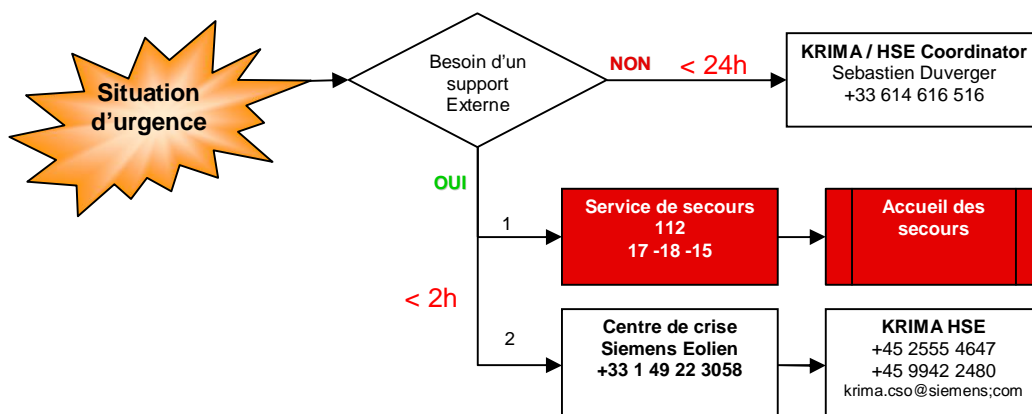 Situation
d'urgence
Besoin d'un
support
Externe
NON < 24h
KRIMA / HSE Coordinator
Sebastien Duverger
+33 614 616 516
OUI
1
Service de secours
112
17 -18 -15
Accueil des
secours
< 2h
2
Centre de crise
Siemens Eolien
+33 1 49 22 3058
KRIMA HSE
+45 2555 4647
+45 9942 2480
krima.cso@siemens;com